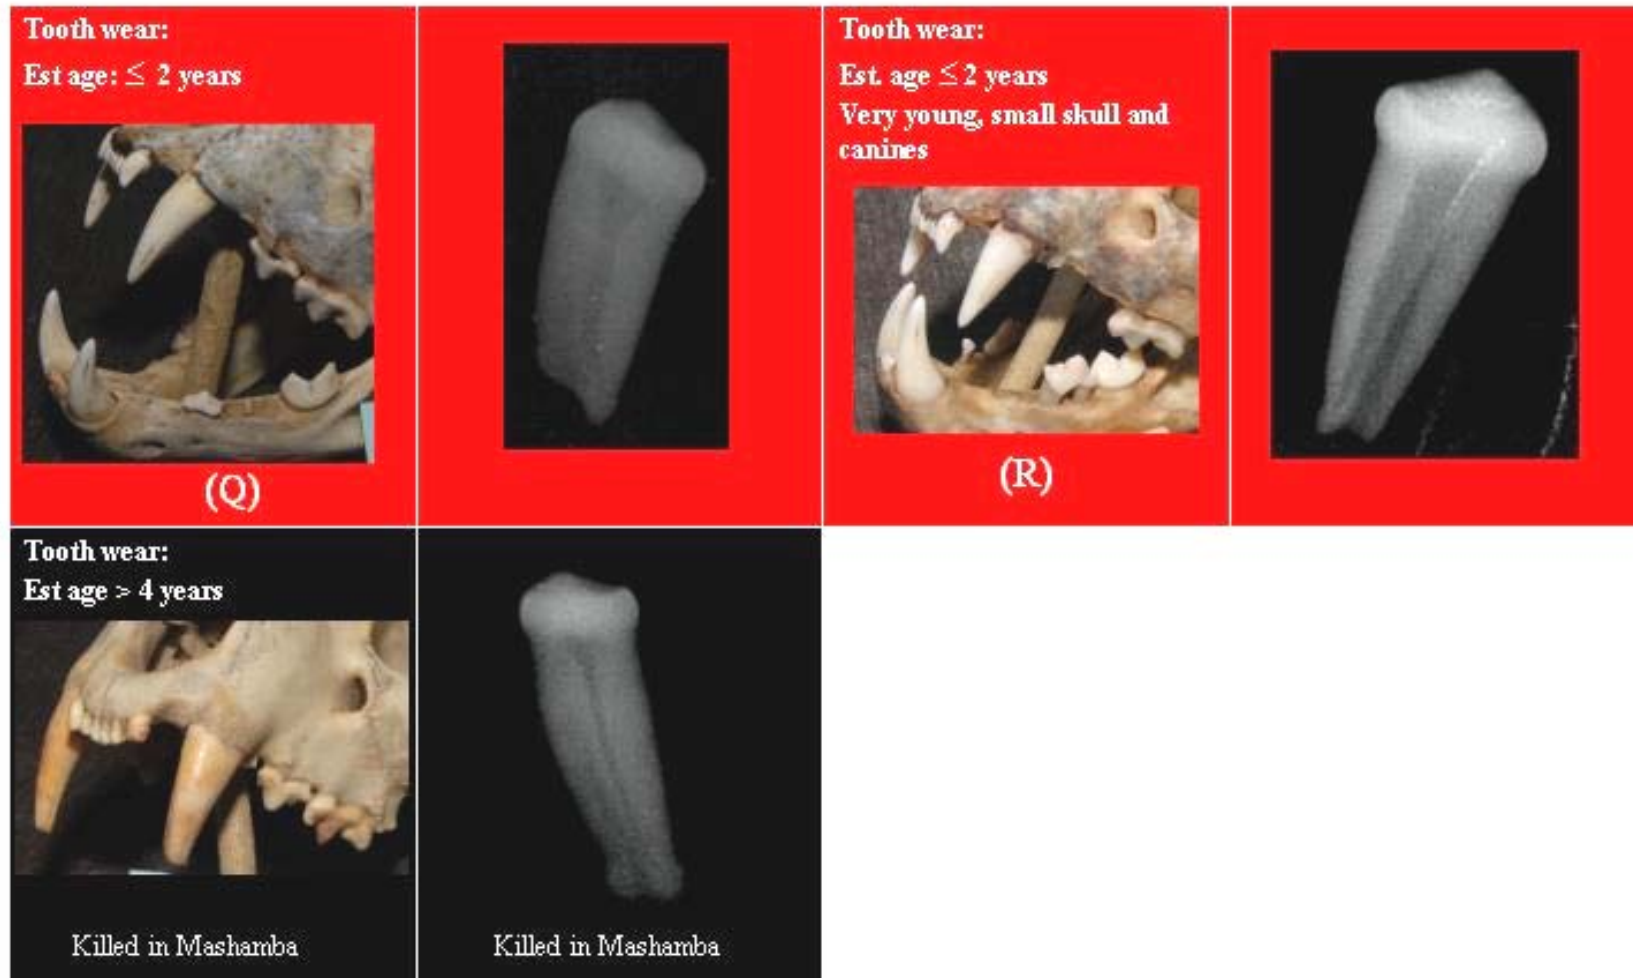 Tooth wear:
Est age: ≤ 2 years
(Q)
Tooth wear:
Est. age ≤ 2 years
Very young, small skull and
canines
(R)
Tooth wear:
Est age > 4 years
Killed in Mashamba
Killed in Mashamba